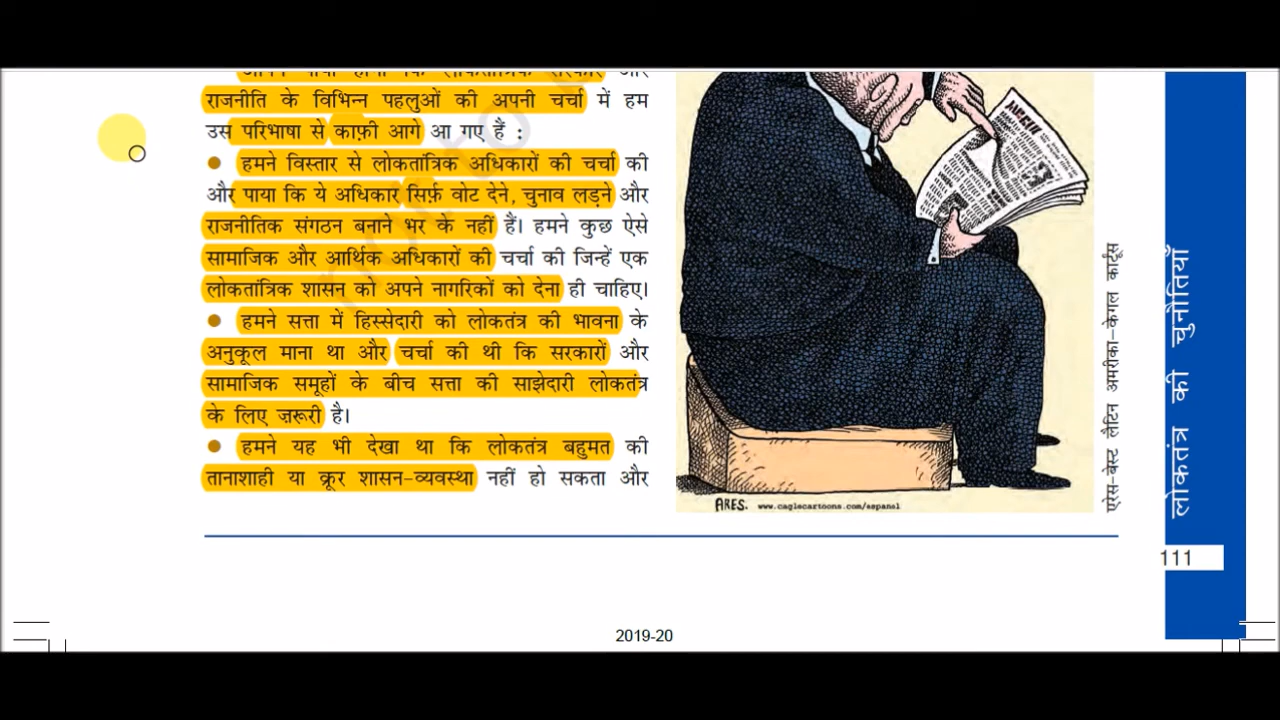 राजनीति के विभिन्न पहलुओं की अपनी चर्चा में हम
उस परिभाषा से काफ़ी आगे आ गए हैं :
हमने विस्तार से लोकतांत्रिक अधिकारों की चर्चा की
और पाया कि ये अधिकार सिर्फ़ वोट देने, चुनाव लड़ने और
राजनीतिक संगठन बनाने भर के नहीं हैं। हमने कुछ ऐसे
सामाजिक और आर्थिक अधिकारों की चर्चा की जिन्हें एक
लोकतांत्रिक शासन को अपने नागरिकों को देना ही चाहिए।
हमने सत्ता में हिस्सेदारी को लोकतंत्र की भावना के
अनुकूल माना था और चर्चा की थी कि सरकारों और
सामाजिक समूहों के बीच सत्ता की साझेदारी लोकतंत्र
के लिए ज़रूरी है।
हमने यह भी देखा था कि लोकतंत्र बहुमत की
तानाशाही या क्रूर शासन-व्यवस्था नहीं हो सकता और
ARES. www.caglecartoons.com/espanol
एरेस-बेस्ट लैटिन अमरीका-केगल कार्टूंस
लोकतंत्र की चुनौतियाँ
111
2019-20